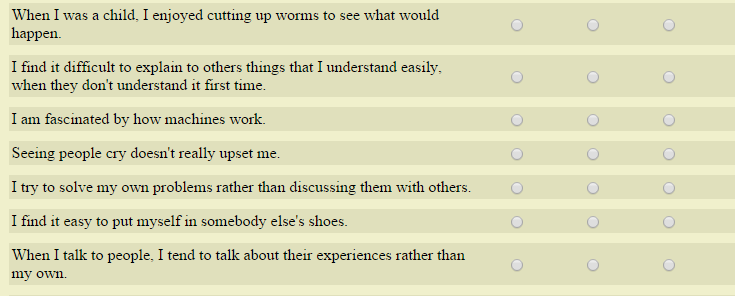 When I was a child, I enjoyed cutting up worms to see what would
happen.
I find it difficult to explain to others things that I understand easily,
when they don't understand it first time.
I am fascinated by how machines work.
Seeing people cry doesn't really upset me.
I try to solve my own problems rather than discussing them with others.
I find it easy to put myself in somebody else's shoes.
When I talk to people, I tend to talk about their experiences rather than
my own.